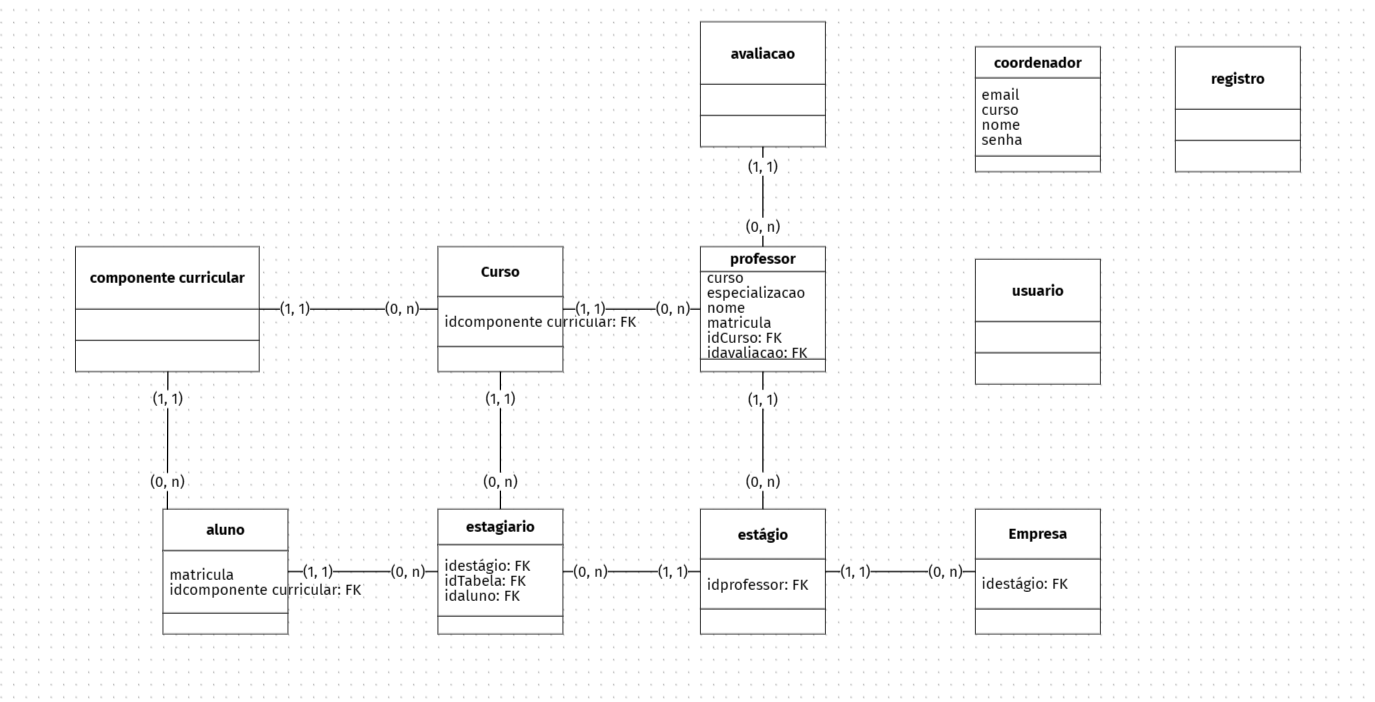 avaliacao
(1, 1)
(0, n)
coordenador
email
curso
nome
senha
registro
componente curricular
(1, 1)
(0, n)
Curso
idcomponente curricular: FK
(1, 1)
(0, n)
professor
curso
especializacao
nome
matricula
idCurso: FK
idavaliacao: FK
usuario
(1, 1)
(0, n)
(1, 1)
(0, n)
(1, 1)
(0, n)
aluno
matricula
idcomponente curricular: FK
(1, 1)
(0, n)
estagiario
idestágio: FK
idTabela: FK
idaluno: FK
(0, n)
(1, 1)
estágio
idprofessor: FK
(1, 1)
(0, n)
Empresa
idestágio: FK